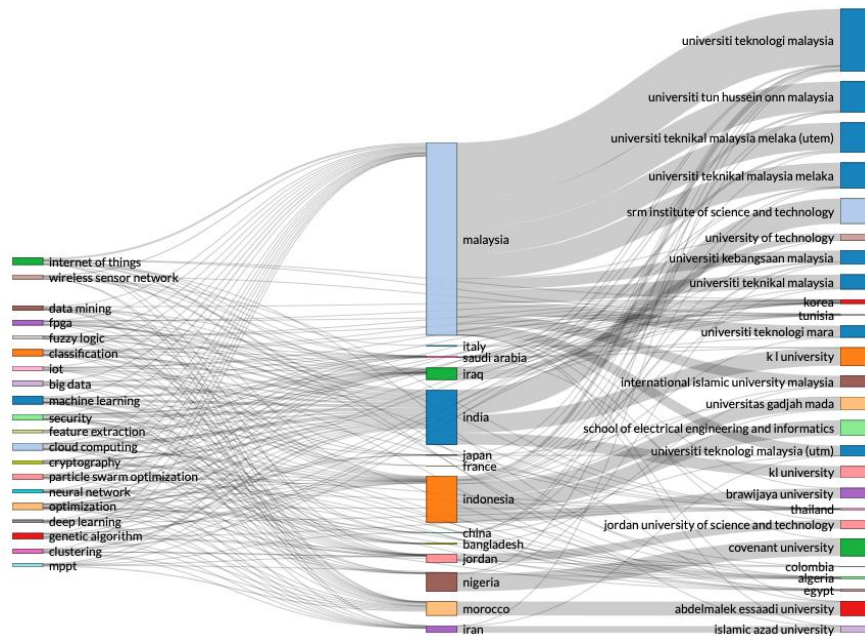 internet of things
wireless sensor network
data mining
fpga
fuzzy logic
classification
iot
big data
machine learning
security
feature extraction
cloud computing
cryptography
particle swarm optimization
neural network
optimization
deep learning
genetic algorithm
clustering
mppt
malaysia
italy
saudi arabia
iraq
india
japan
france
indonesia
china
bangladesh
jordan
nigeria
morocco
iran
universiti teknologi malaysia
universiti tun hussein onn malaysia
universiti teknikal malaysia melaka (utem)
universiti teknikal malaysia melaka
srm institute of science and technology
university of technology
universiti kebangsaan malaysia
universiti teknikal malaysia
korea
tunisia
universiti teknologi mara
k l university
international islamic university malaysia
universitas gadjah mada
school of electrical engineering and informatics
universiti teknologi malaysia (utm)
kl university
brawijaya university
thailand
jordan university of science and technology
covenant university
colombia
algeria
egypt
abdelmalek essaadi university
islamic azad university